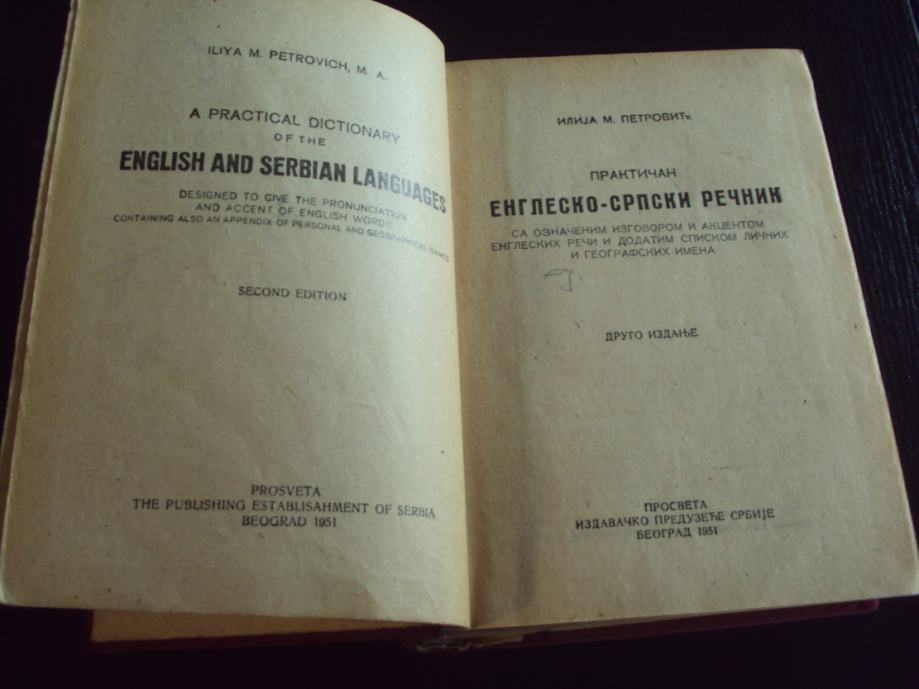 ILIYA M. PETROVICH, M. A.
A PRACTICAL DICTIONARY
OF THE
ENGLISH AND SERBIAN LANGUAGES
DESIGNED TO GIVE THE PRONUNCIATION
AND ACCENT OF ENGLISH WORDS
CONTAINING ALSO AN APPENDIX OF PERSONAL AND GEOGRAPHICAL NAMES
SECOND EDITION
PROSVETA
THE PUBLISHING ESTABLISAHMENT OF SERBIA
BEOGRAD 1951
ИЛИЈА М. ПЕТРОВИЋ
ПРАКТИЧАН
ЕНГЛЕСКО-СРПСКИ РЕЧНИК
СА ОЗНАЧЕНИМ ИЗГОВОРОМ И АКЦЕНТОМ
ЕНГЛЕСКИХ РЕЧИ И ДОДАТИМ СПИСКОМ ЛИЧНИХ
И ГЕОГРАФСКИХ ИМЕНА
ДРУГО ИЗДАЊЕ
ПРОСВЕТА
ИЗДАВАЧКО ПРЕДУЗЕЋЕ СРБИЈЕ
БЕОГРАД 1951